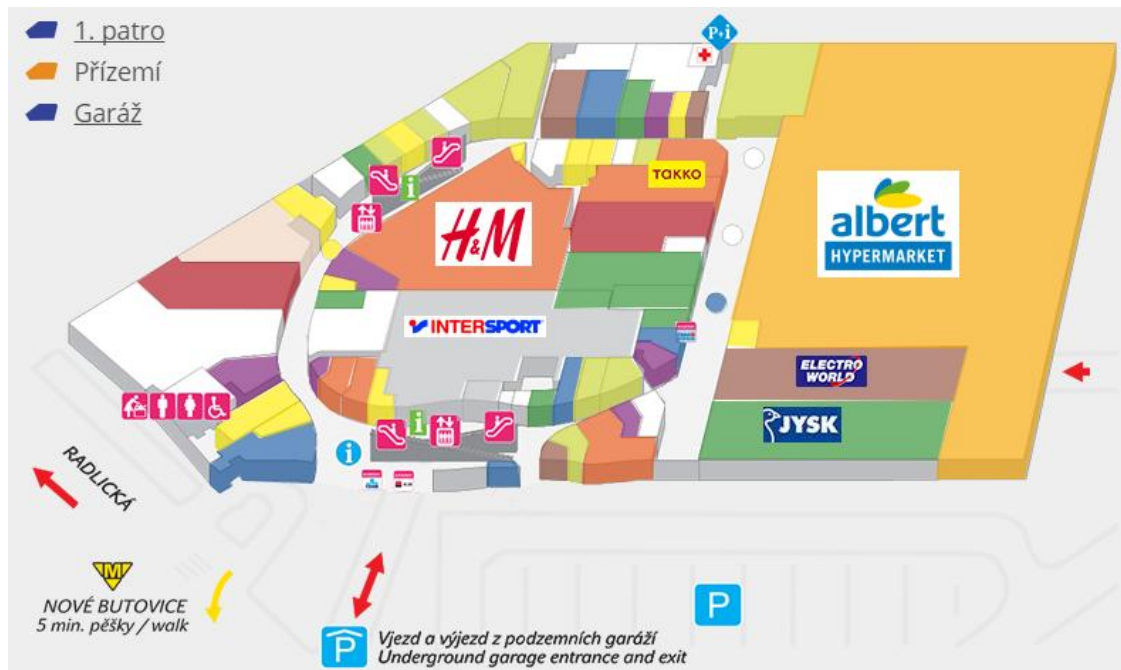 1. patro
Přízemí
Garáž
P+i
TAKKO
H&M
albert
HYPERMARKET
INTERSPORT
ELECTRO
WORLD
JYSK
i
i
i
RADLICKÁ
M
NOVÉ BUTOVICE
5 min. pěšky / walk
P
P
Vjezd a výjezd z podzemních garáží
Underground garage entrance and exit